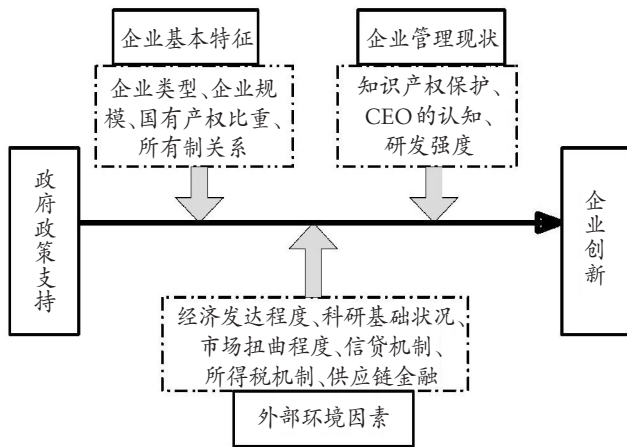 企业基本特征
企业类型、企业规
模、国有产权比重、
所有制关系
企业管理现状
知识产权保护、
CEO的认知、
研发强度
政府政策支持
企业创新
经济发达程度、科研基础状况、
市场扭曲程度、信贷机制、
所得税机制、供应链金融
外部环境因素